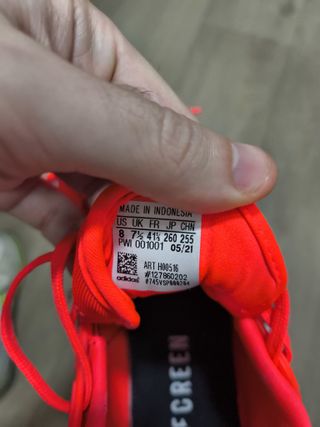 MADE IN INDONESIA
US UK FR JP CHN
8 7½ 41⅓ 260 255
PWI 001001 05/21
ART H00516
#127860202
adidas
GREEN